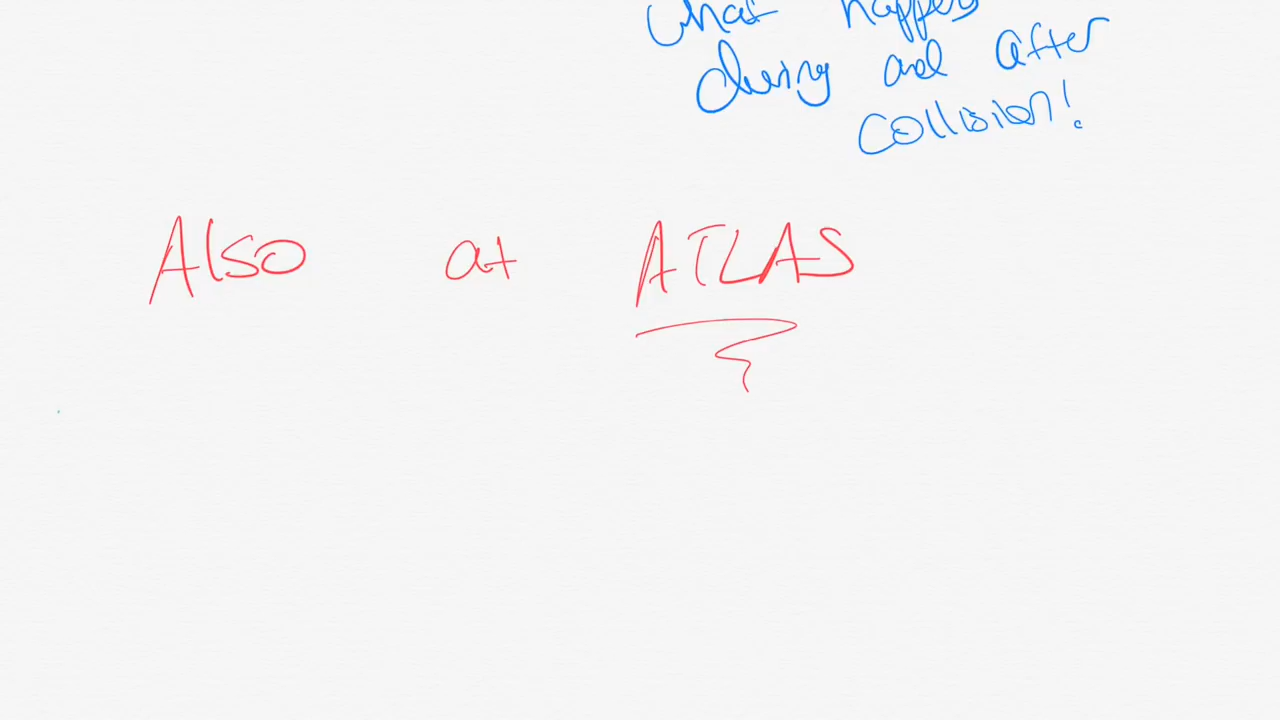 what happens
during and after
collision!
Also at ATLAS